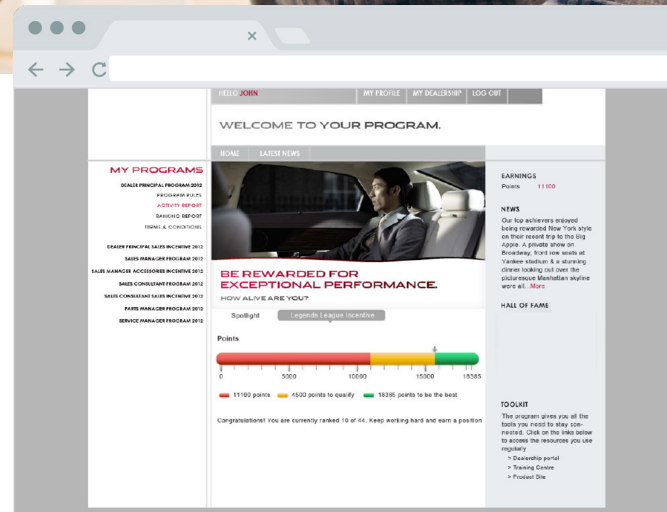 HELLO JOHN
MY PROFILE
MY DEALERSHIP
LOG OUT
WELCOME TO YOUR PROGRAM.
HOME
LATEST NEWS
MY PROGRAMS
DEALER PRINCIPAL PROGRAM 2012
PROGRAM RULES
ACTIVITY REPORT
RANKING REPORT
TERMS & CONDITIONS
DEALER PRINCIPAL SALES INCENTIVE 2012
SALES MANAGER PROGRAM 2012
SALES MANAGER ACCESSORIES INCENTIVE 2012
SALES CONSULTANT PROGRAM 2012
SALES CONSULTANT SALES INCENTIVE 2012
PARTS MANAGER PROGRAM 2012
SERVICE MANAGER PROGRAM 2012
BE REWARDED FOR
EXCEPTIONAL PERFORMANCE.
HOW ALIVE ARE YOU?
Spotlight
Legends League Incentive
Points
0 5000 10000 15000 18385
11100 points
4500 points to qualify
18385 points to be the best
Congratulations! You are currently ranked 10 of 44. Keep working hard and earn a position
EARNINGS
Points 11100
NEWS
Our top achievers enjoyed
being rewarded New York style
on their recent trip to the Big
Apple. A private show on
Broadway, front row seats at
Yankee stadium & a stunning
dinner looking out over the
picturesque Manhattan skyline
were all...More
HALL OF FAME
TOOLKIT
The program gives you all the
tools you need to stay con-
nected. Click on the links below
to access the resources you use
regularly
> Dealership portal
> Training Centre
> Product Site